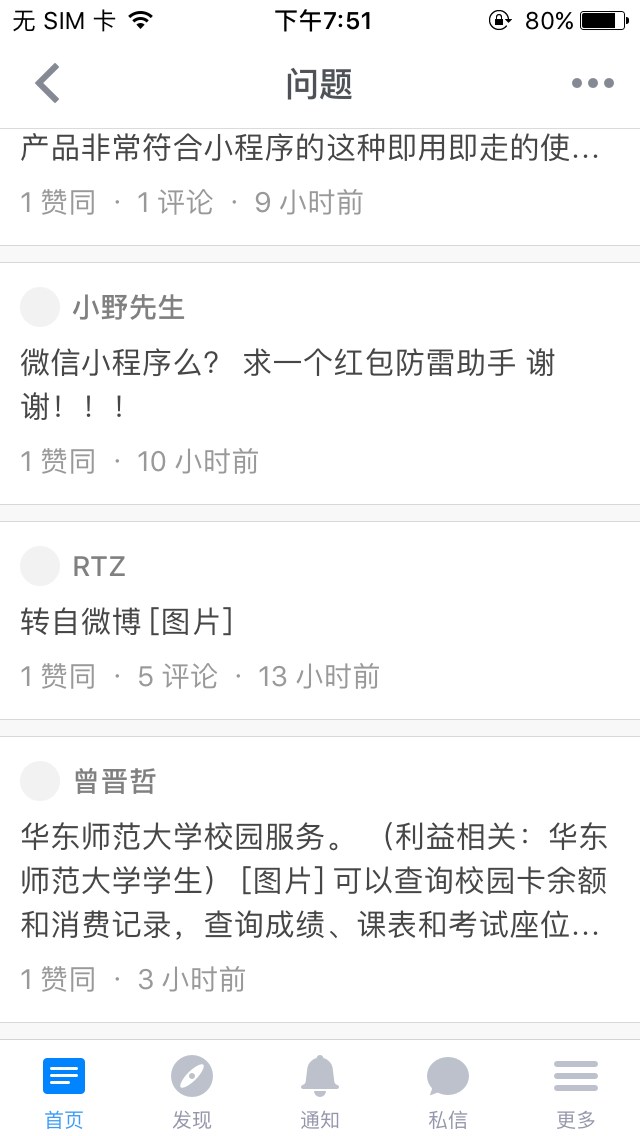 无 SIM 卡 下午7:51 80%
问题
产品非常符合小程序的这种即用即走的使...
1 赞同 · 1 评论 · 9 小时前
小野先生
微信小程序么? 求一个红包防雷助手 谢
谢!!!
1 赞同 · 10 小时前
RTZ
转自微博 [图片]
1 赞同 · 5 评论 · 13 小时前
曾晋哲
华东师范大学校园服务。 （利益相关：华东
师范大学学生） [图片] 可以查询校园卡余额
和消费记录，查询成绩、课表和考试座位...
1 赞同 · 3 小时前
首页 发现 通知 私信 更多